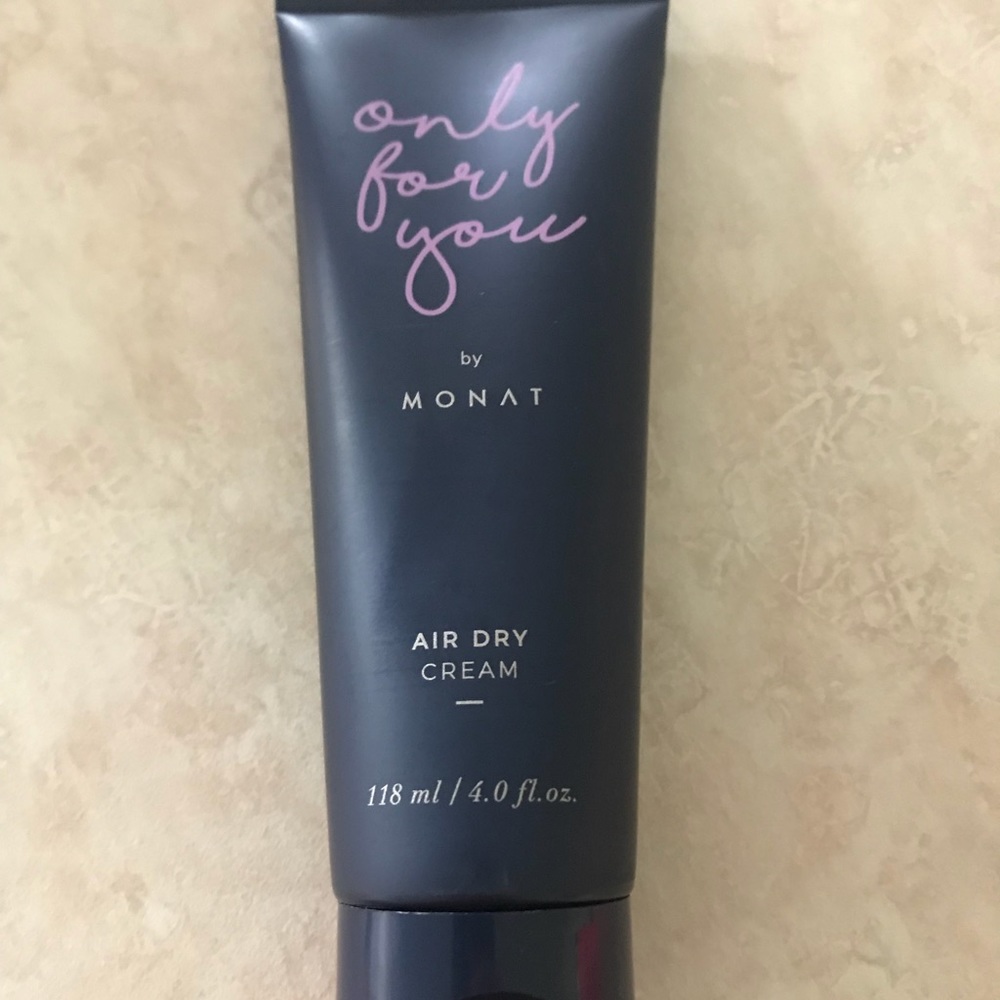 only
for
you
by
MONAT
AIR DRY
CREAM
118 ml / 4.0 fl.oz.